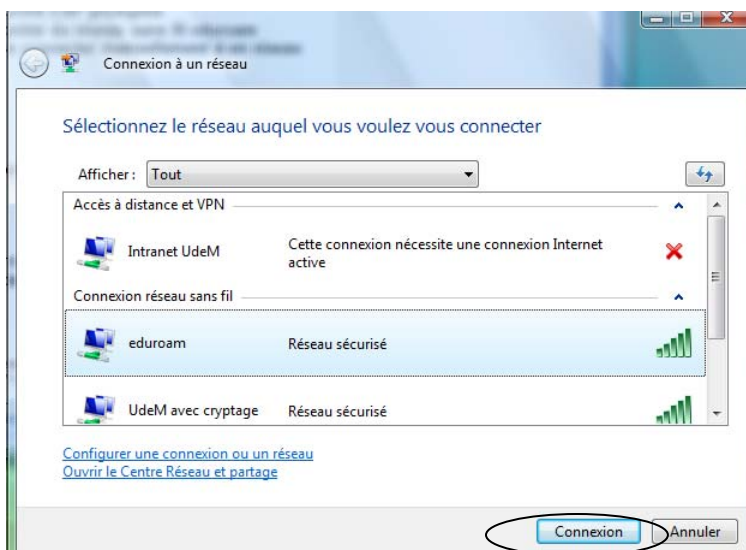 Connexion à un réseau
Sélectionnez le réseau auquel vous voulez vous connecter
Afficher : Tout
Accès à distance et VPN
Intranet UdeM Cette connexion nécessite une connexion Internet
active
Connexion réseau sans fil
eduroam Réseau sécurisé
UdeM avec cryptage Réseau sécurisé
Configurer une connexion ou un réseau
Ouvrir le Centre Réseau et partage
Connexion Annuler